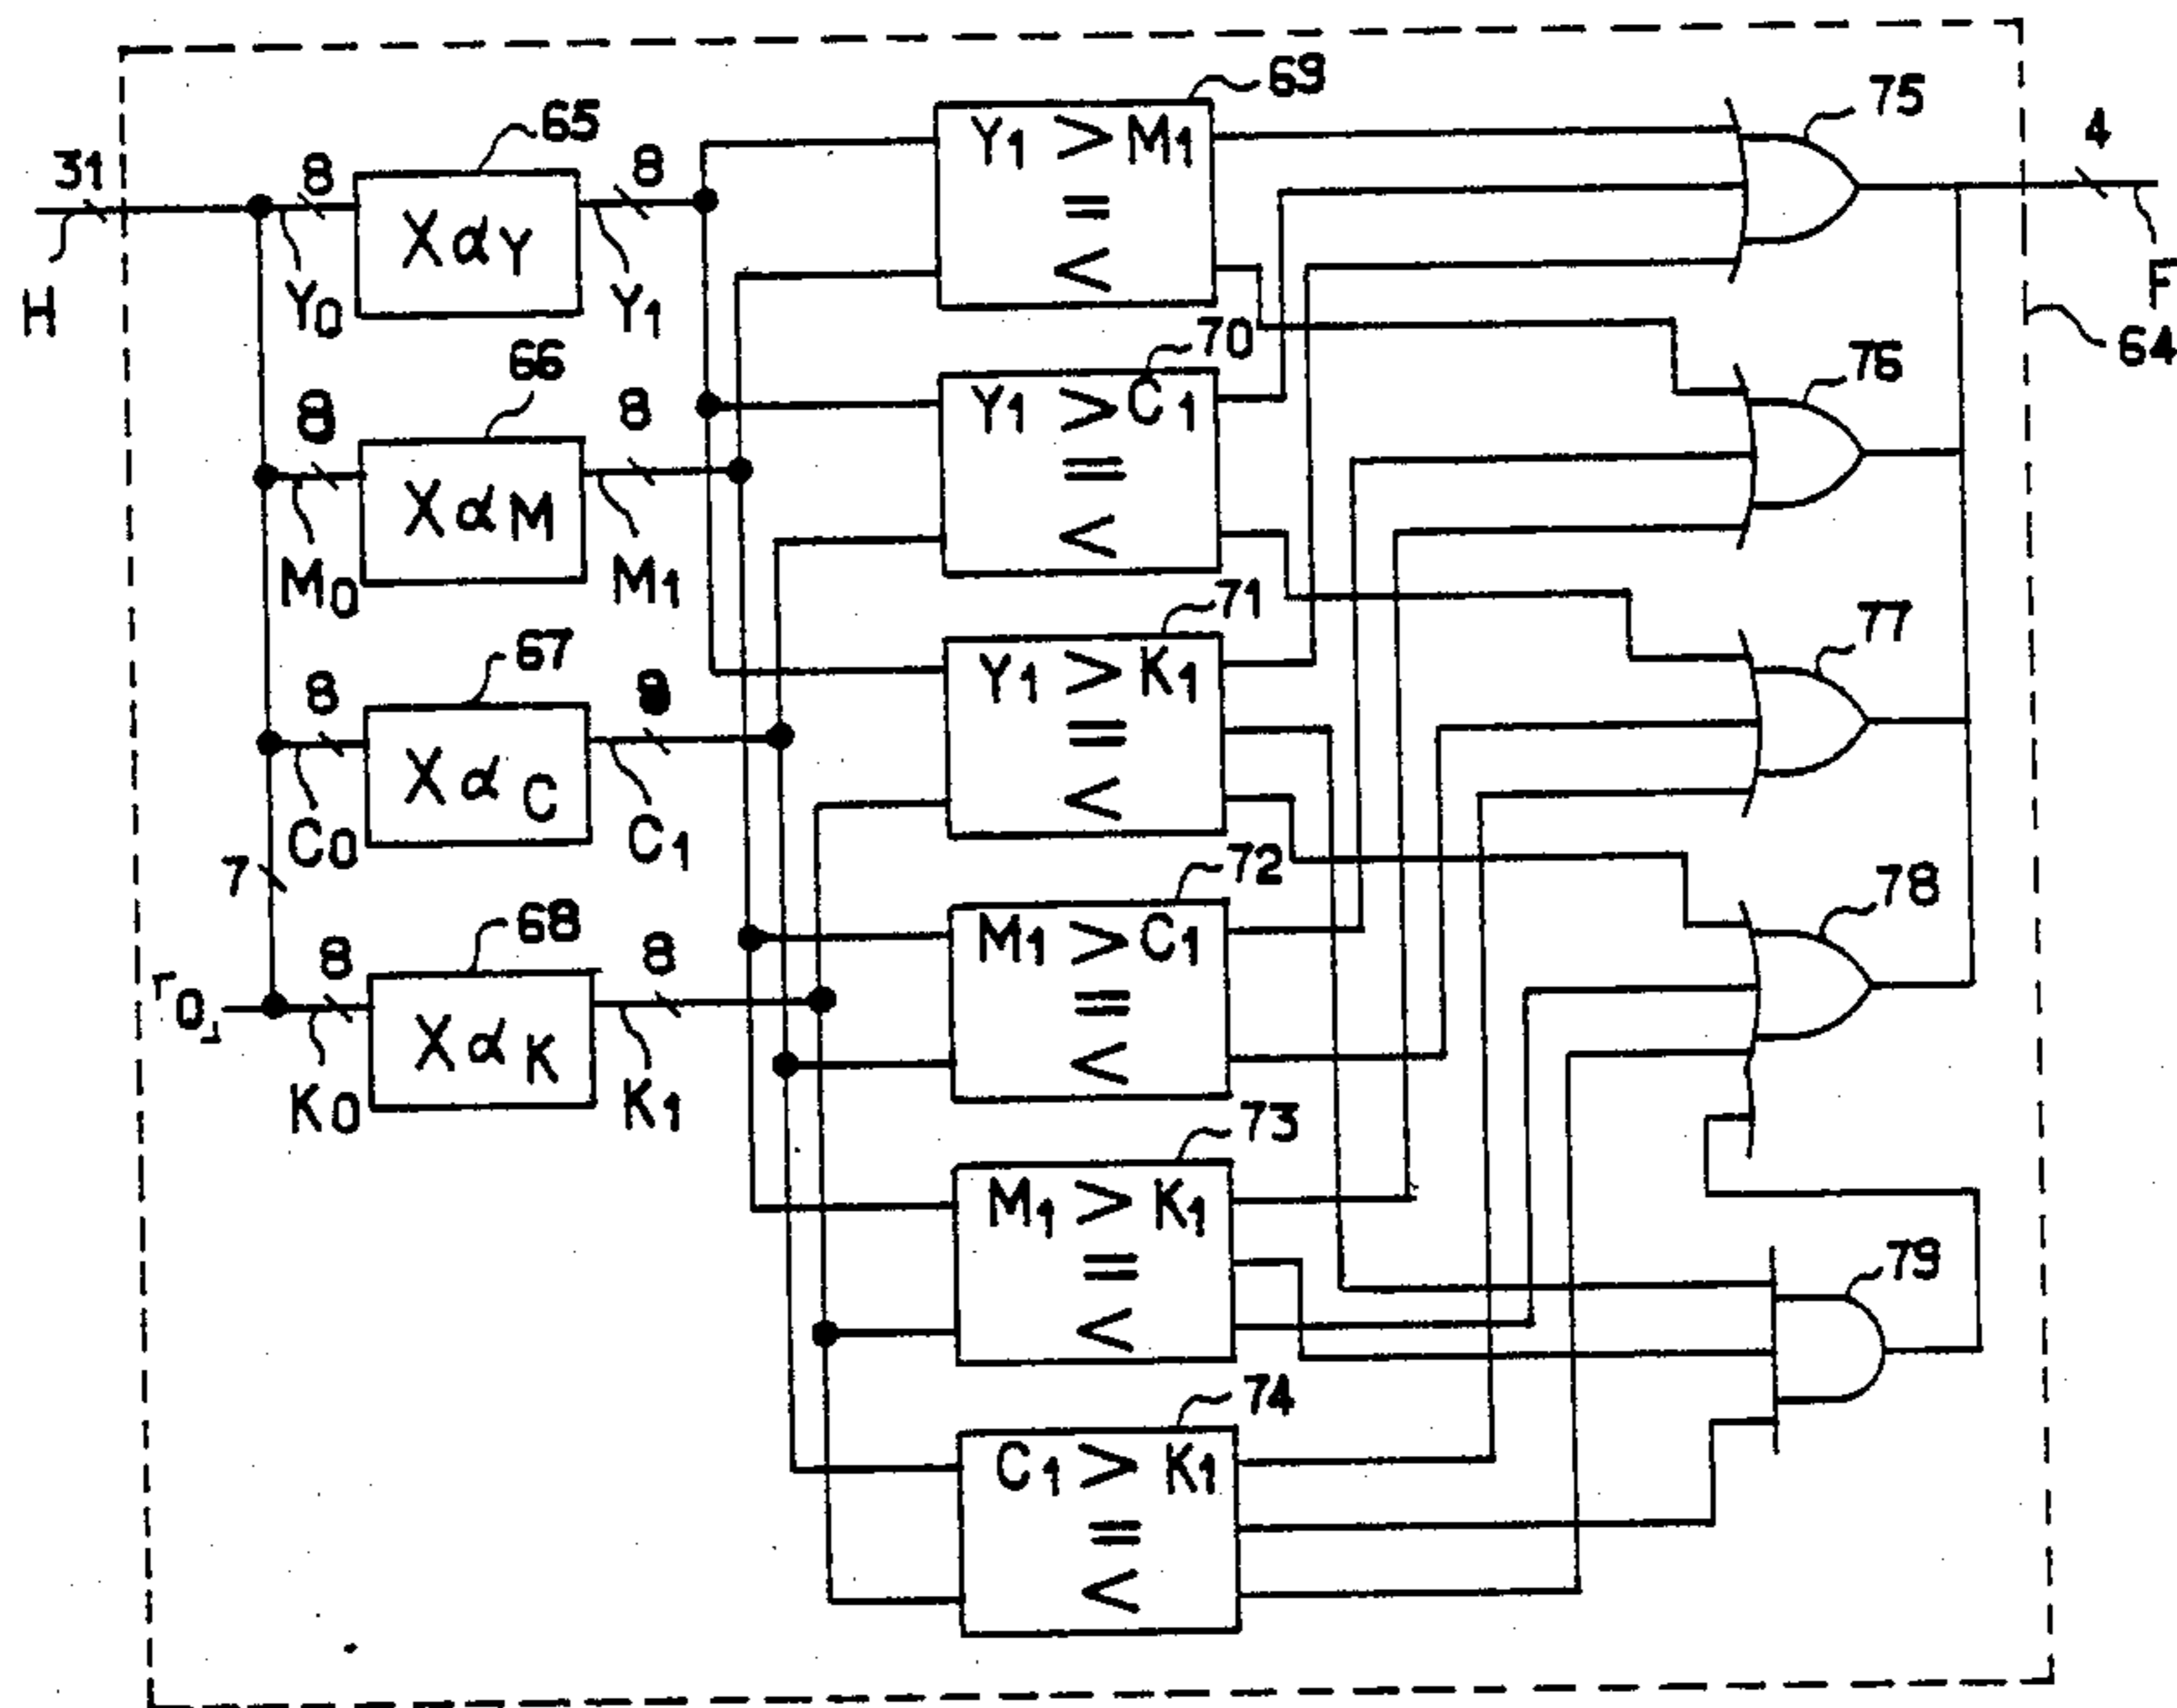 31
H
8
Y0
65
XαY
8
Y1
66
8
M0
XαM
8
M1
67
8
C0
XαC
8
C1
7
68
「0」
8
K0
XαK
8
K1
69
Y1 > M1
=
<
70
Y1 > C1
=
<
71
Y1 > K1
=
<
72
M1 > C1
=
<
73
M1 > K1
=
<
74
C1 > K1
=
<
75
4
F
64
76
77
78
79